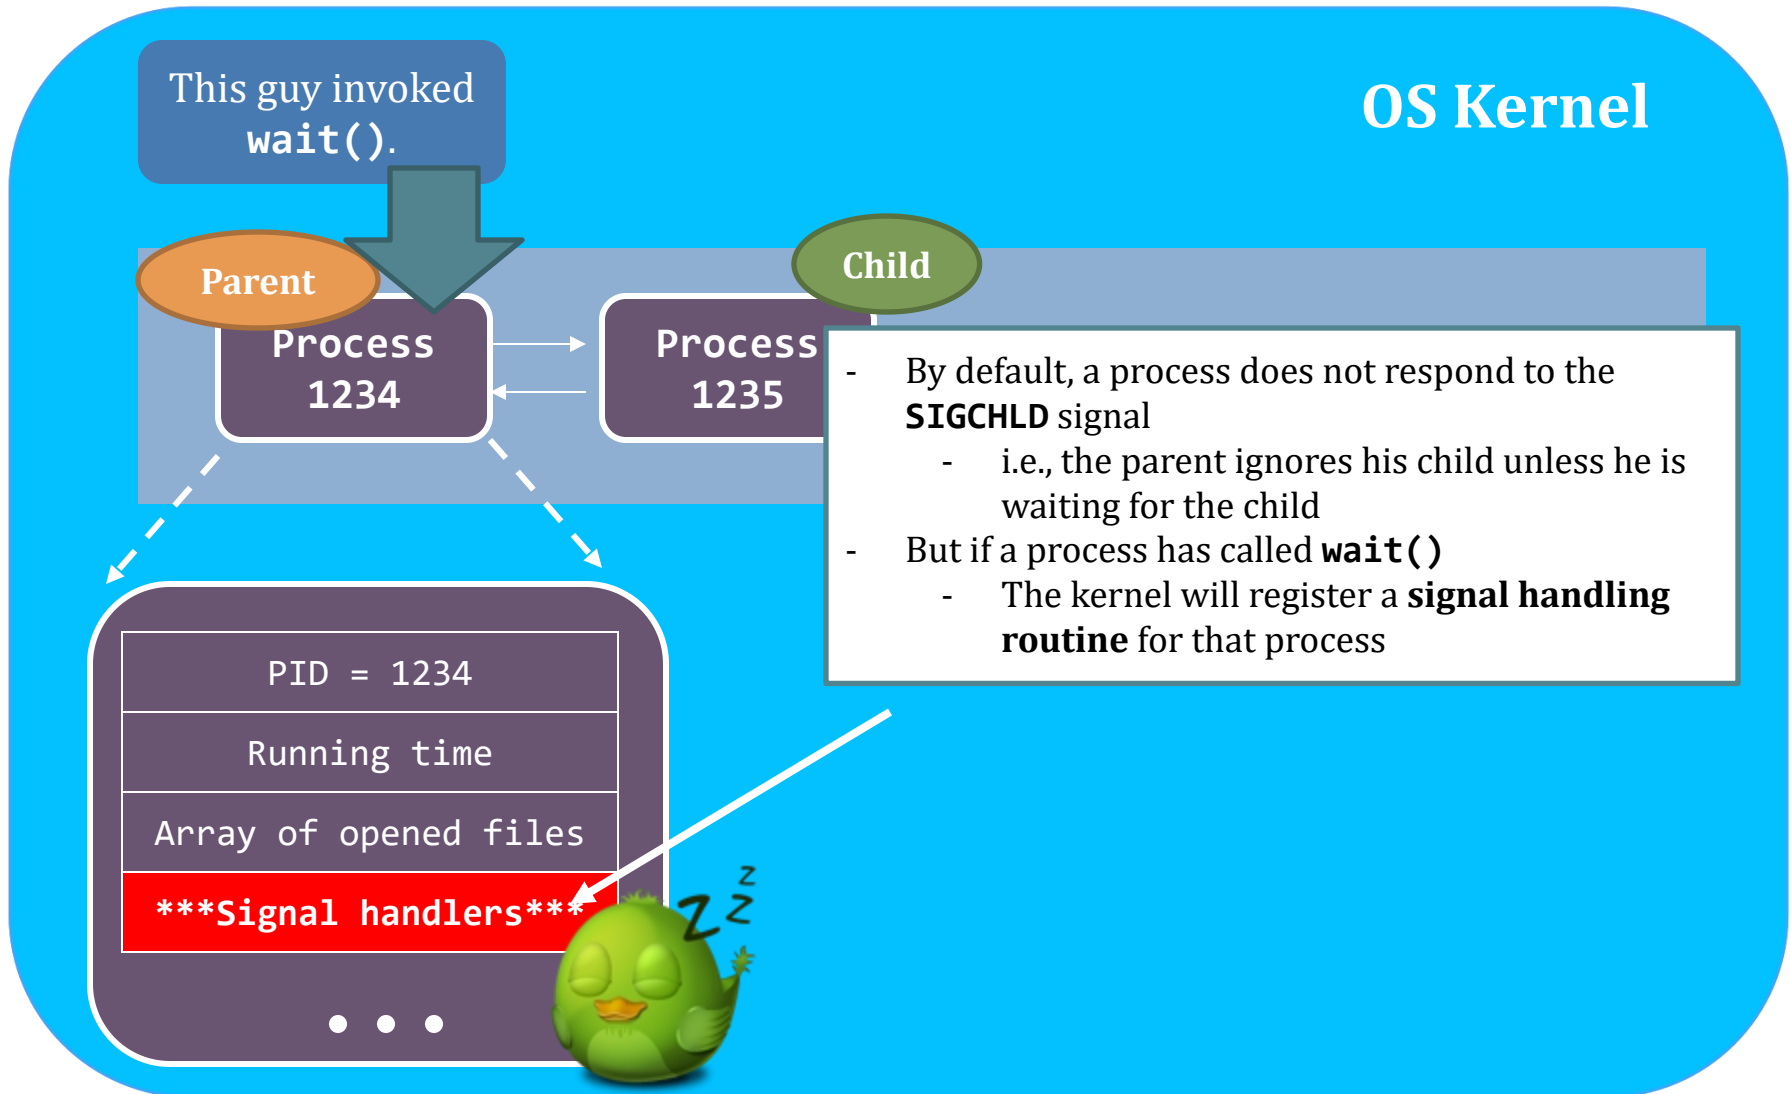 This guy invoked
wait().
OS Kernel
Parent
Child
Process
1234
Process
1235
- By default, a process does not respond to the
SIGCHLD signal
- i.e., the parent ignores his child unless he is
waiting for the child
- But if a process has called wait()
- The kernel will register a signal handling
routine for that process
PID = 1234
Running time
Array of opened files
***Signal handlers***
z
z
z